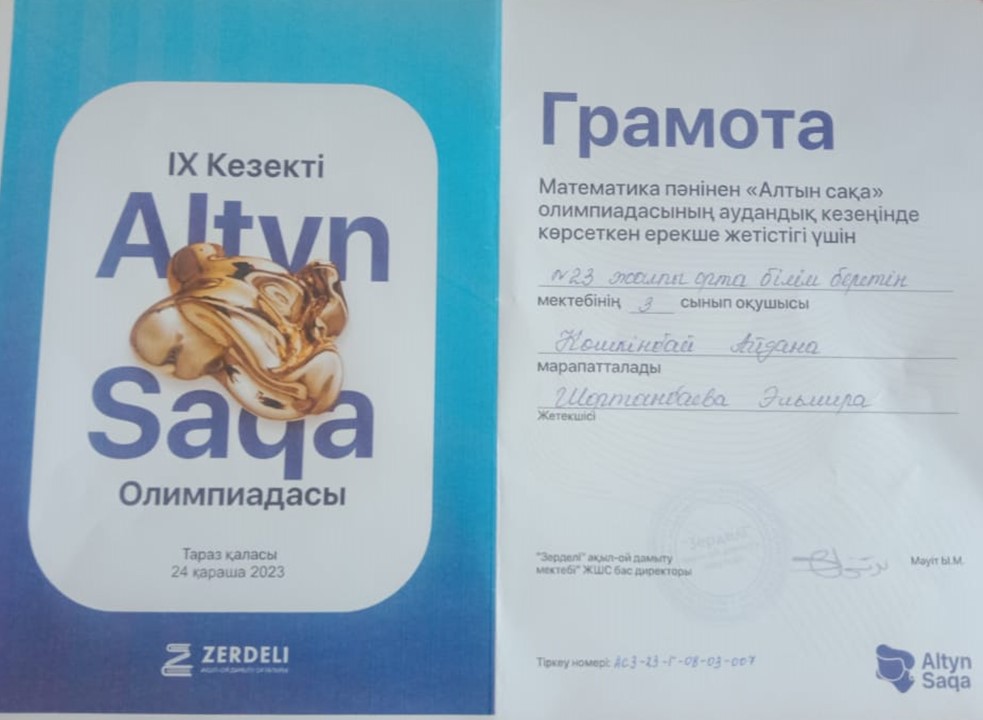 IX Кезекті
Altyn
Saqa
Олимпиадасы
Тараз қаласы
24 қараша 2023
ZERDELI
Грамота
Математика пәнінен «Алтын сақа»
олимпиадасының аудандық кезеңінде
көрсеткен ерекше жетістігі үшін
№23 жалпы орта білім беретін
мектебінің 3 сынып оқушысы
Кошкінбай Айдана
марапатталады
Шортанбаева Эльмира
Жетекшісі
"Зерделі" ақыл-ой дамыту
мектебі" ЖШС бас директоры
Мәуіт Ы.М.
Тіркеу номері: АС3-23-Г-08-03-007
Altyn
Saqa